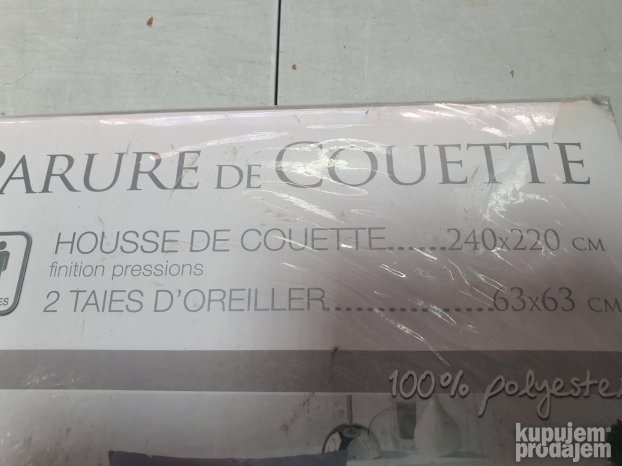 PARURE DE COUETTE
HOUSSE DE COUETTE......240x220 CM
finition pressions
2 TAIES D'OREILLER.................63x63 CM
100% polyester
kupujem
prodajem